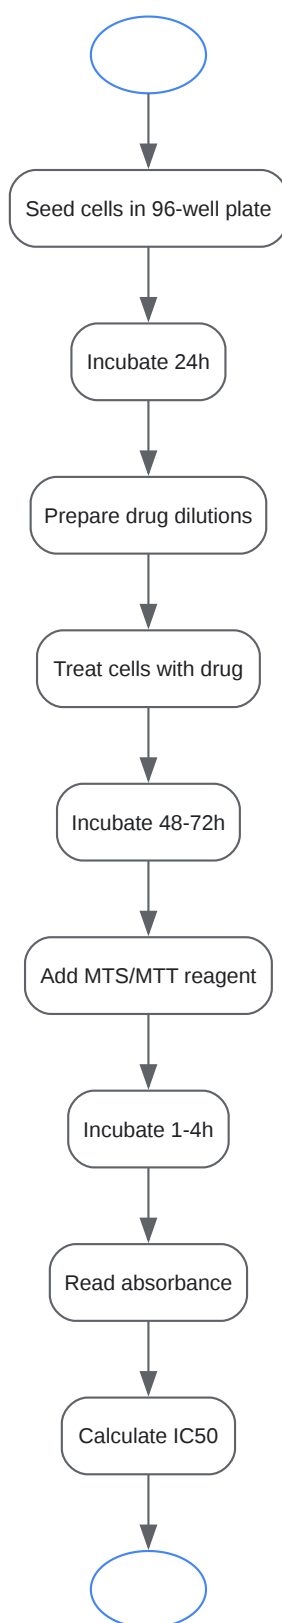 Seed cells in 96-well plate
Incubate 24h
Prepare drug dilutions
Treat cells with drug
Incubate 48-72h
Add MTS/MTT reagent
Incubate 1-4h
Read absorbance
Calculate IC50